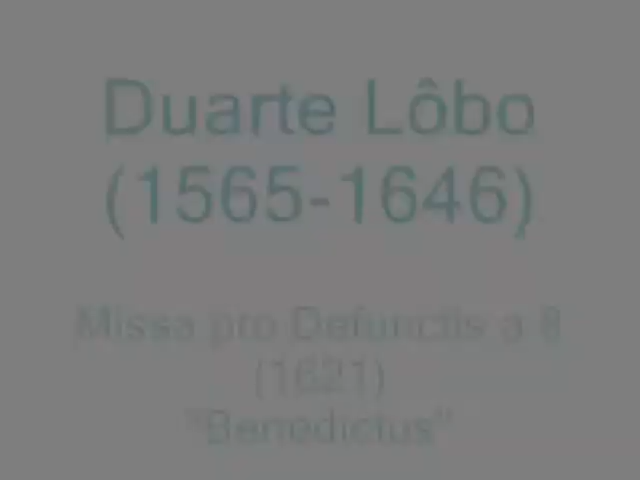 Duarte Lôbo
(1565-1646)
Missa pro Defunctis a 8
(1621)
"Benedictus"